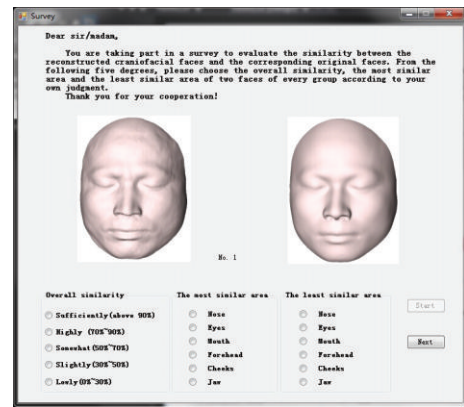 Survey
Dear sir/madam,
You are taking part in a survey to evaluate the similarity between the
reconstructed craniofacial faces and the corresponding original faces. From the
following five degrees, please choose the overall similarity, the most similar
area and the least similar area of two faces of every group according to your
own judgment.
Thank you for your cooperation!
No. 1
Overall similarity
Sufficiently(above 90%)
Highly (70%~90%)
Somewhat(50%~70%)
Slightly(30%~50%)
Lowly(0%~30%)
The most similar area
Nose
Eyes
Mouth
Forehead
Cheeks
Jaw
The least similar area
Nose
Eyes
Mouth
Forehead
Cheeks
Jaw
Start
Next